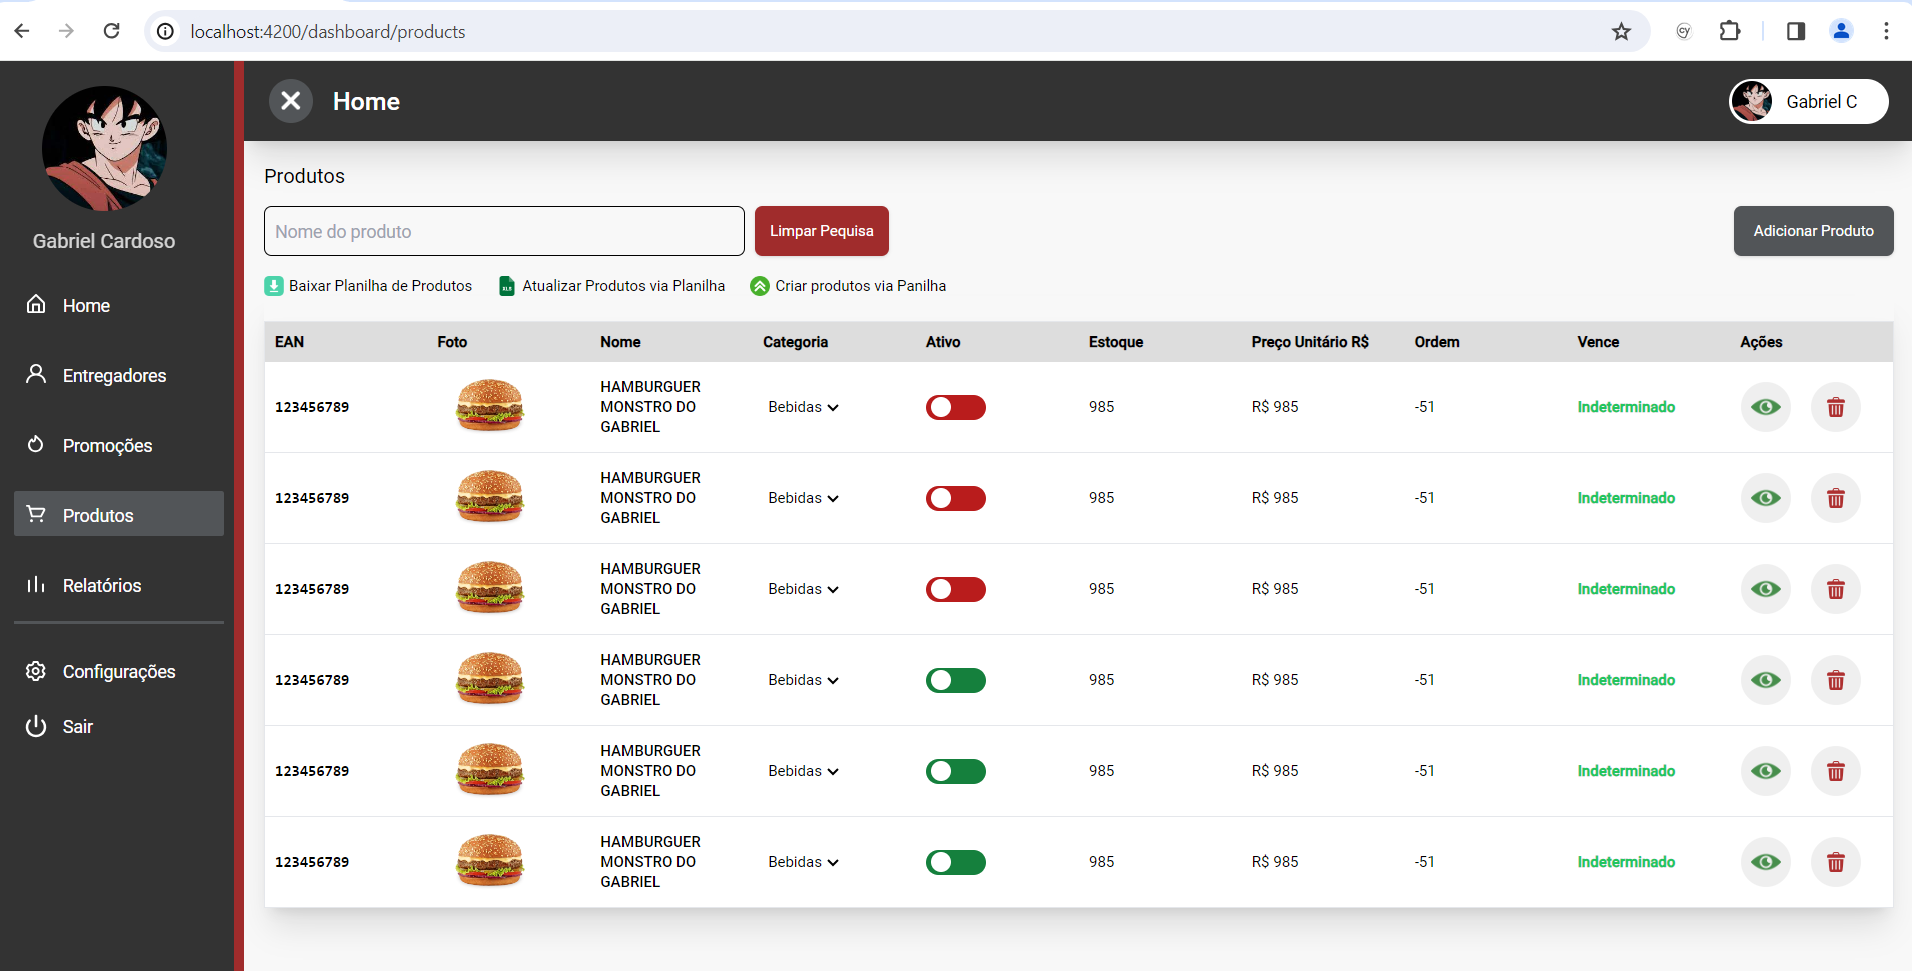 localhost:4200/dashboard/products
Home
Gabriel C
Gabriel Cardoso
Home
Entregadores
Promoções
Produtos
Relatórios
Configurações
Sair
Produtos
Nome do produto
Limpar Pequisa
Adicionar Produto
Baixar Planilha de Produtos
XLS
Atualizar Produtos via Planilha
Criar produtos via Panilha
EAN Foto Nome Categoria Ativo Estoque Preço Unitário R$ Ordem Vence Ações
HAMBURGUER
123456789 MONSTRO DO Bebidas 985 R$ 985 -51 Indeterminado
GABRIEL
HAMBURGUER
123456789 MONSTRO DO Bebidas 985 R$ 985 -51 Indeterminado
GABRIEL
HAMBURGUER
123456789 MONSTRO DO Bebidas 985 R$ 985 -51 Indeterminado
GABRIEL
HAMBURGUER
123456789 MONSTRO DO Bebidas 985 R$ 985 -51 Indeterminado
GABRIEL
HAMBURGUER
123456789 MONSTRO DO Bebidas 985 R$ 985 -51 Indeterminado
GABRIEL
HAMBURGUER
123456789 MONSTRO DO Bebidas 985 R$ 985 -51 Indeterminado
GABRIEL